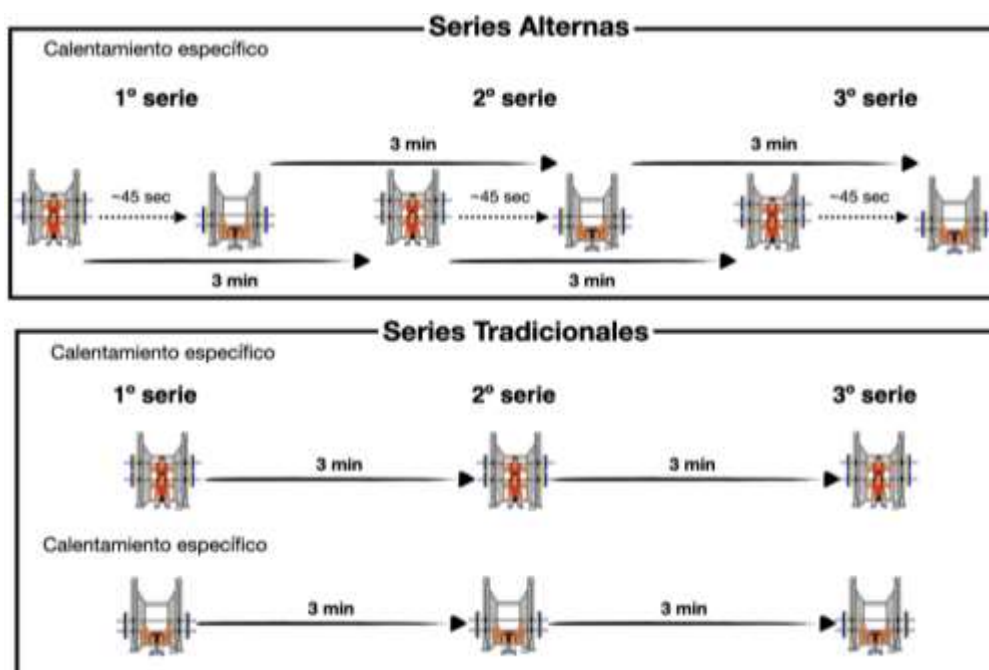 Series Alternas
Calentamiento específico
1º serie 2º serie 3º serie
3 min 3 min
~45 sec ~45 sec ~45 sec
3 min 3 min
Series Tradicionales
Calentamiento específico
1º serie 2º serie 3º serie
3 min 3 min
Calentamiento específico
3 min 3 min